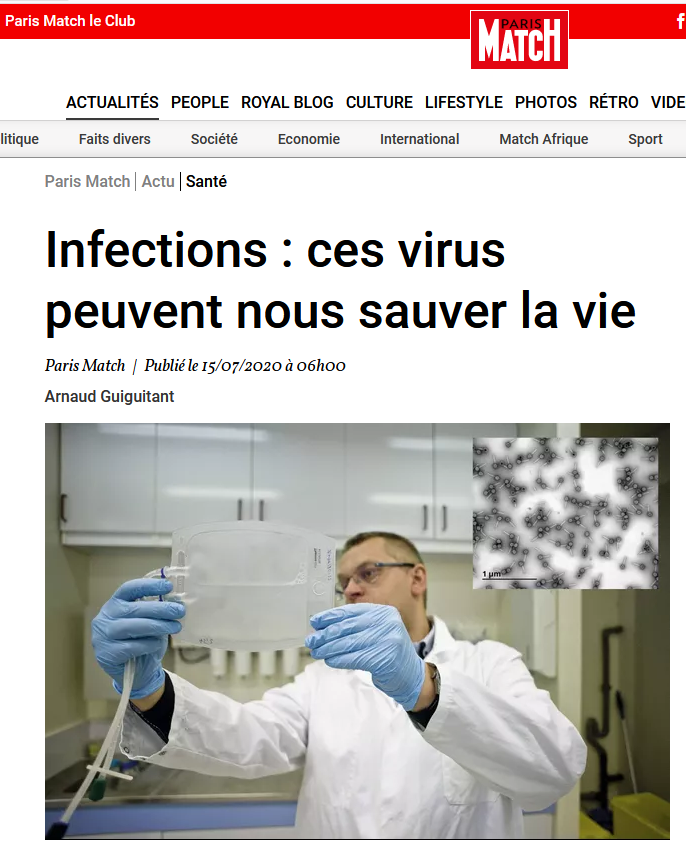 Paris Match le Club
PARIS
MATCH
f
ACTUALITÉS PEOPLE ROYAL BLOG CULTURE LIFESTYLE PHOTOS RÉTRO VIDE
litique Faits divers Société Economie International Match Afrique Sport
Paris Match | Actu | Santé
Infections : ces virus
peuvent nous sauver la vie
Paris Match | Publié le 15/07/2020 à 06h00
Arnaud Guiguitant
1 µm